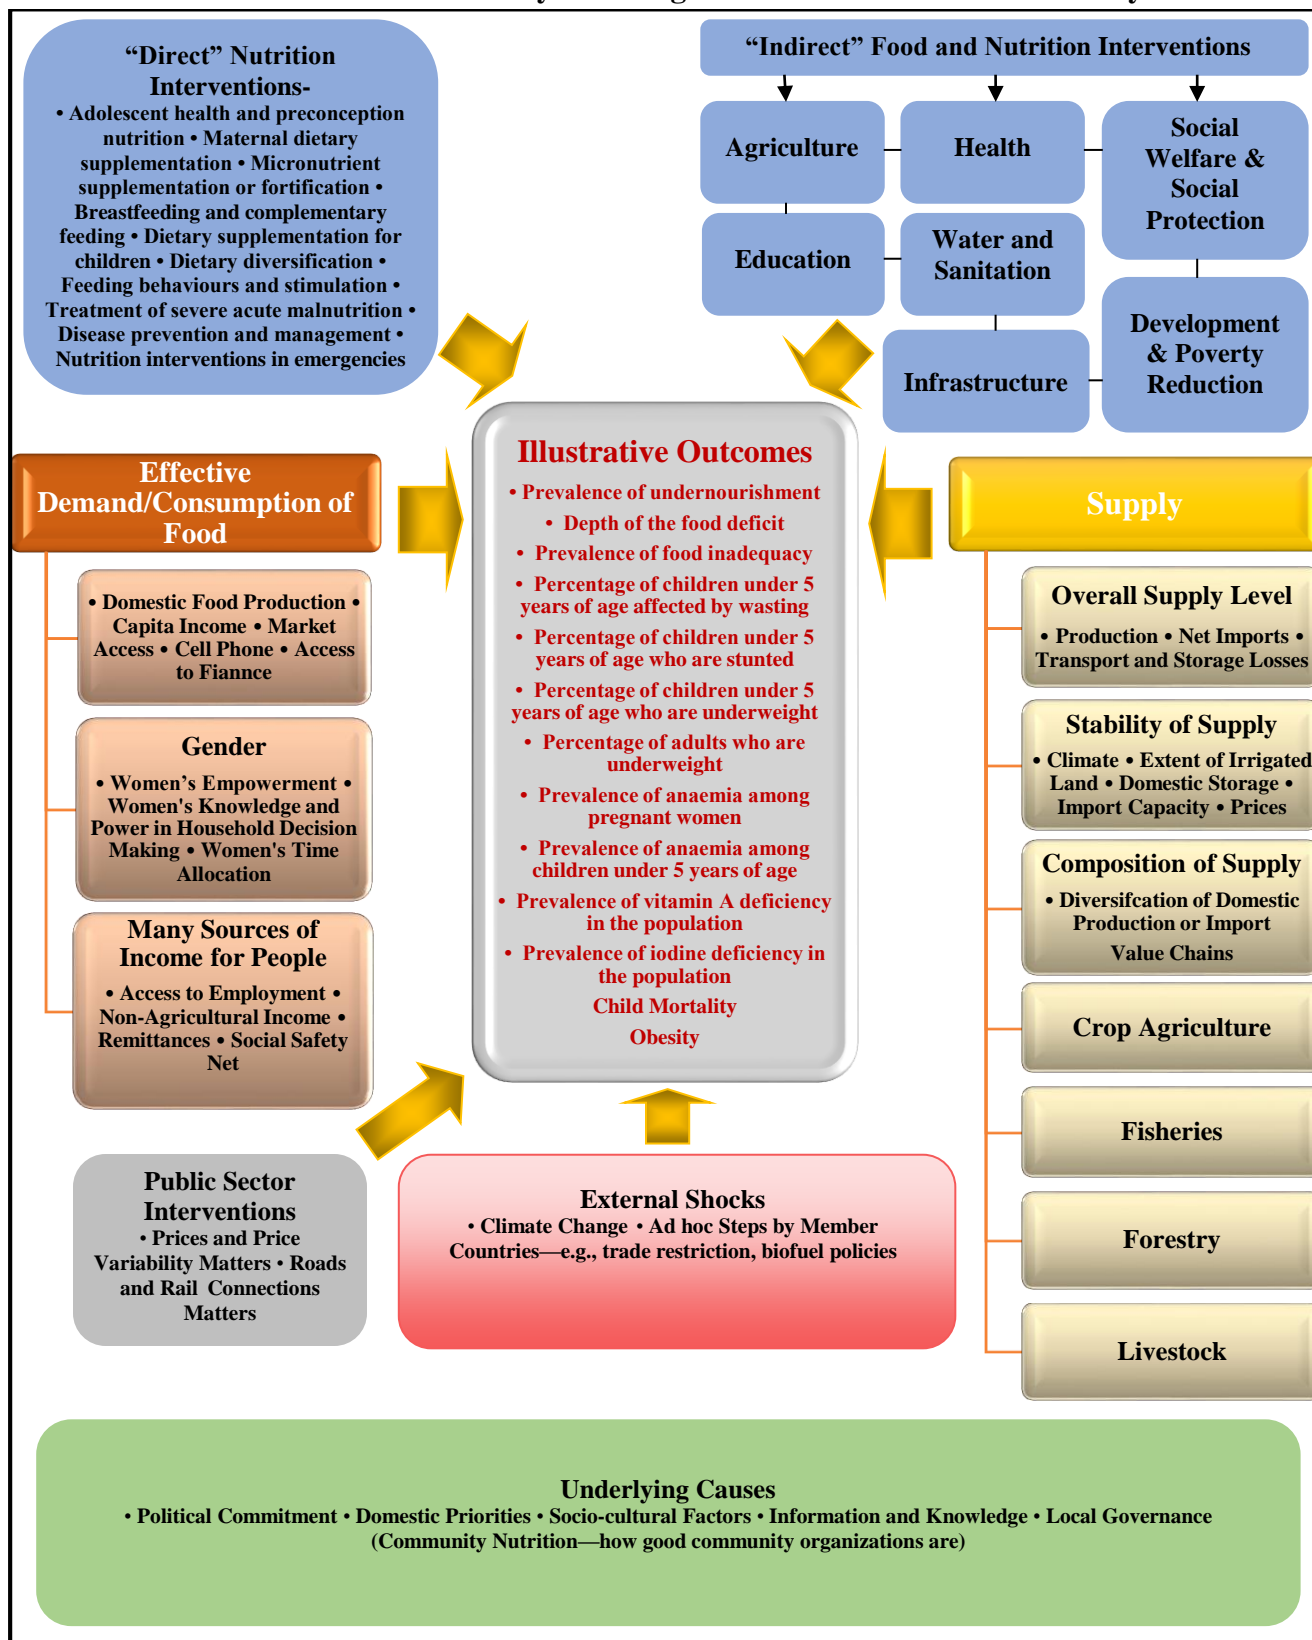 “Direct” Nutrition
Interventions-
• Adolescent health and preconception
nutrition • Maternal dietary
supplementation • Micronutrient
supplementation or fortification •
Breastfeeding and complementary
feeding • Dietary supplementation for
children • Dietary diversification •
Feeding behaviours and stimulation •
Treatment of severe acute malnutrition •
Disease prevention and management •
Nutrition interventions in emergencies
“Indirect” Food and Nutrition Interventions
Agriculture
Health
Social
Welfare &
Social
Protection
Education
Water and
Sanitation
Infrastructure
Development
& Poverty
Reduction
Effective
Demand/Consumption of
Food
• Domestic Food Production •
Capita Income • Market
Access • Cell Phone • Access
to Fiannce
Gender
• Women’s Empowerment •
Women's Knowledge and
Power in Household Decision
Making • Women's Time
Allocation
Many Sources of
Income for People
• Access to Employment •
Non-Agricultural Income •
Remittances • Social Safety
Net
Illustrative Outcomes
• Prevalence of undernourishment
• Depth of the food deficit
• Prevalence of food inadequacy
• Percentage of children under 5
years of age affected by wasting
• Percentage of children under 5
years of age who are stunted
• Percentage of children under 5
years of age who are underweight
• Percentage of adults who are
underweight
• Prevalence of anaemia among
pregnant women
• Prevalence of anaemia among
children under 5 years of age
• Prevalence of vitamin A deficiency
in the population
• Prevalence of iodine deficiency in
the population
Child Mortality
Obesity
Supply
Overall Supply Level
• Production • Net Imports •
Transport and Storage Losses
Stability of Supply
• Climate • Extent of Irrigated
Land • Domestic Storage •
Import Capacity • Prices
Composition of Supply
• Diversifcation of Domestic
Production or Import
Value Chains
Crop Agriculture
Fisheries
Forestry
Livestock
Public Sector
Interventions
• Prices and Price
Variability Matters • Roads
and Rail Connections
Matters
External Shocks
• Climate Change • Ad hoc Steps by Member
Countries—e.g., trade restriction, biofuel policies
Underlying Causes
• Political Commitment • Domestic Priorities • Socio-cultural Factors • Information and Knowledge • Local Governance
(Community Nutrition—how good community organizations are)